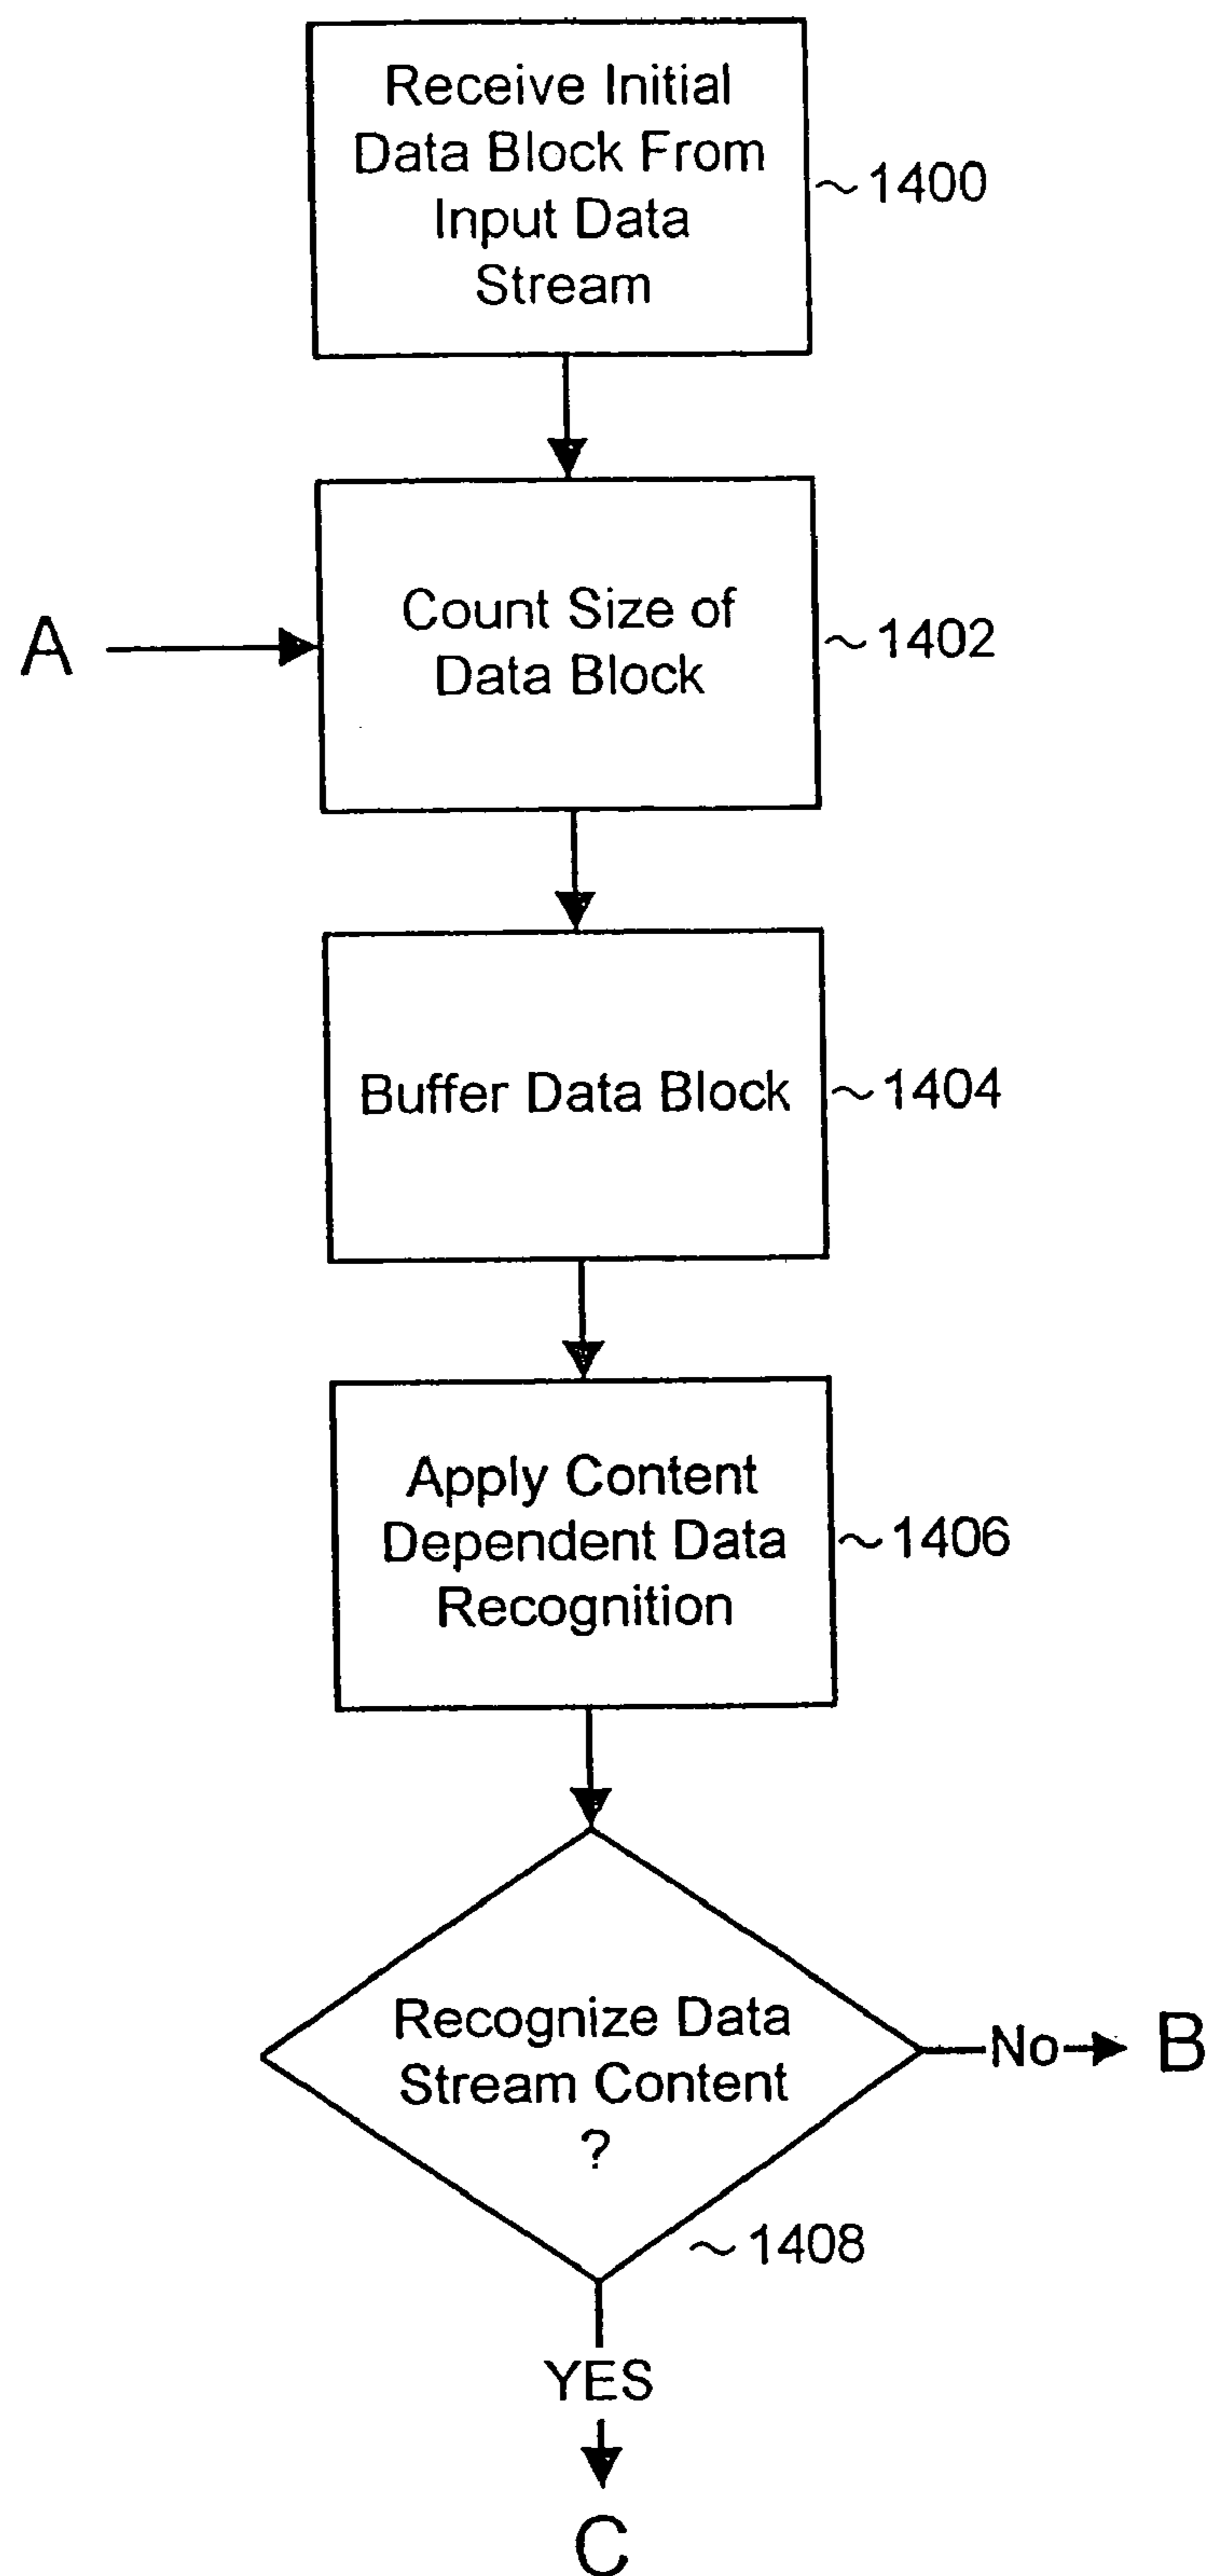 Receive Initial
Data Block From
Input Data
Stream
~1400
A
Count Size of
Data Block
~1402
Buffer Data Block
~1404
Apply Content
Dependent Data
Recognition
~1406
Recognize Data
Stream Content
?
No
B
~1408
YES
C